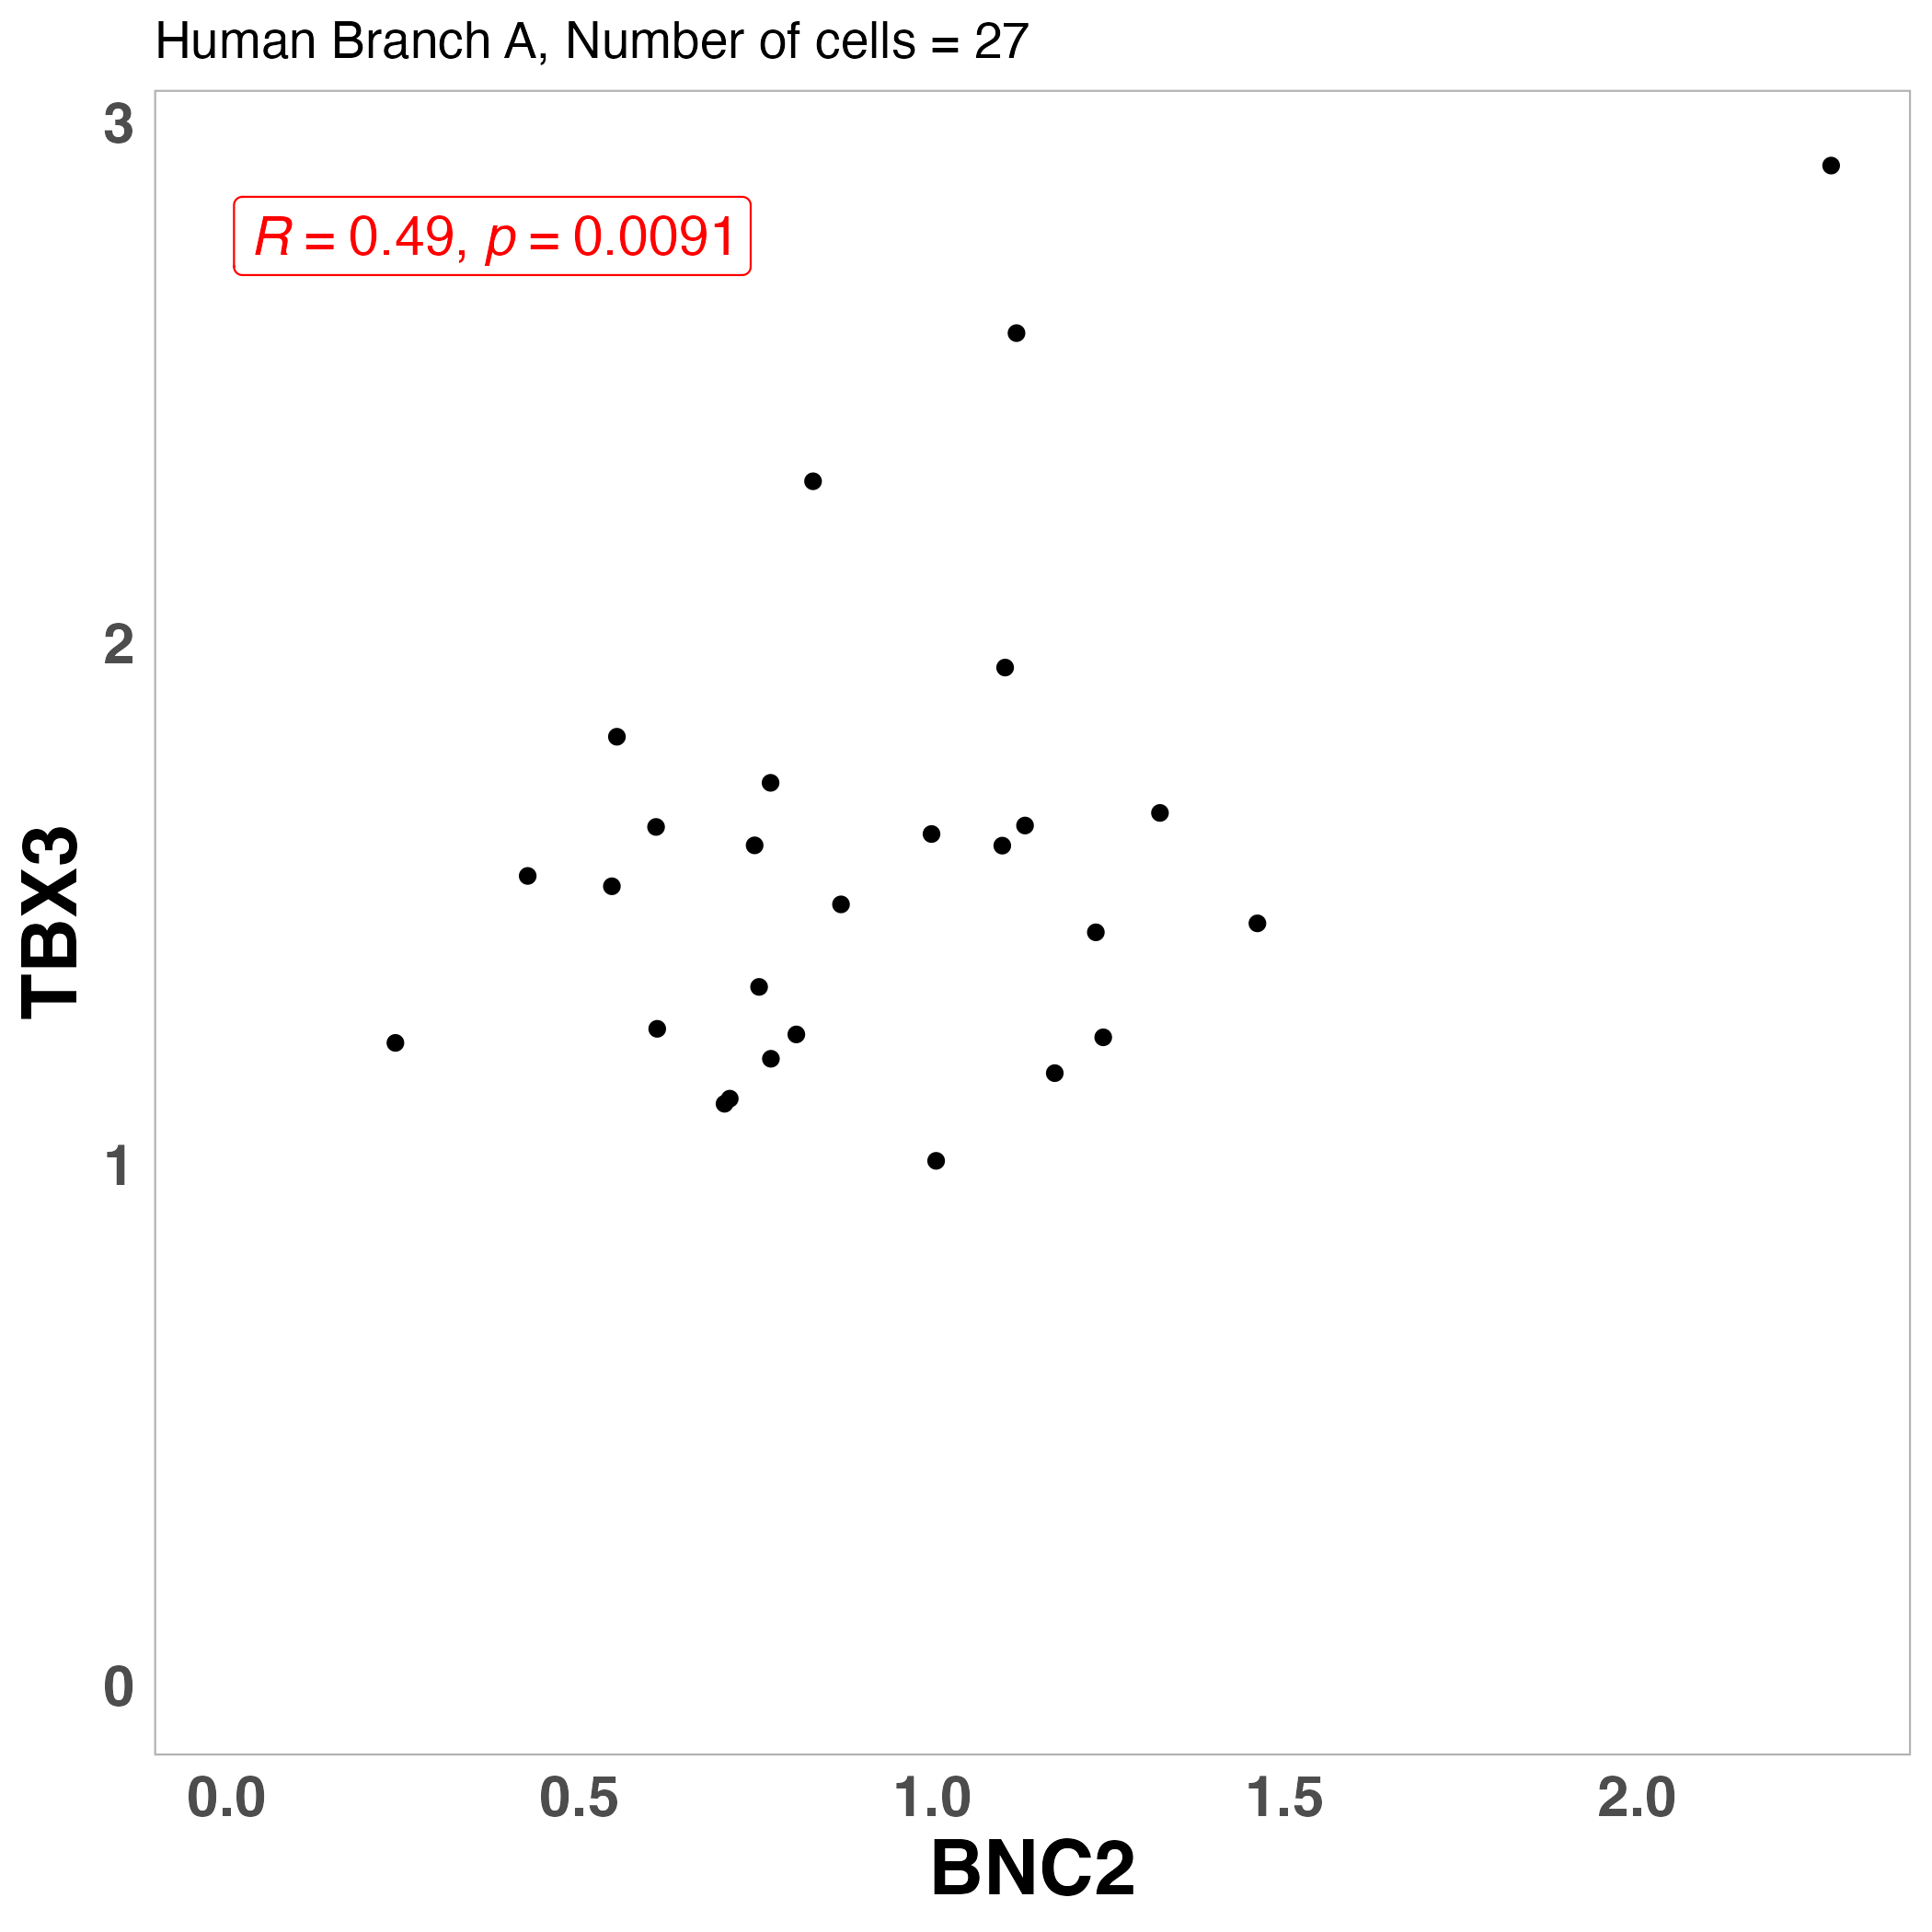 Human Branch A, Number of cells = 27
3
R = 0.49, p = 0.0091
2
TBX3
1
0
0.0 0.5 1.0 1.5 2.0
BNC2